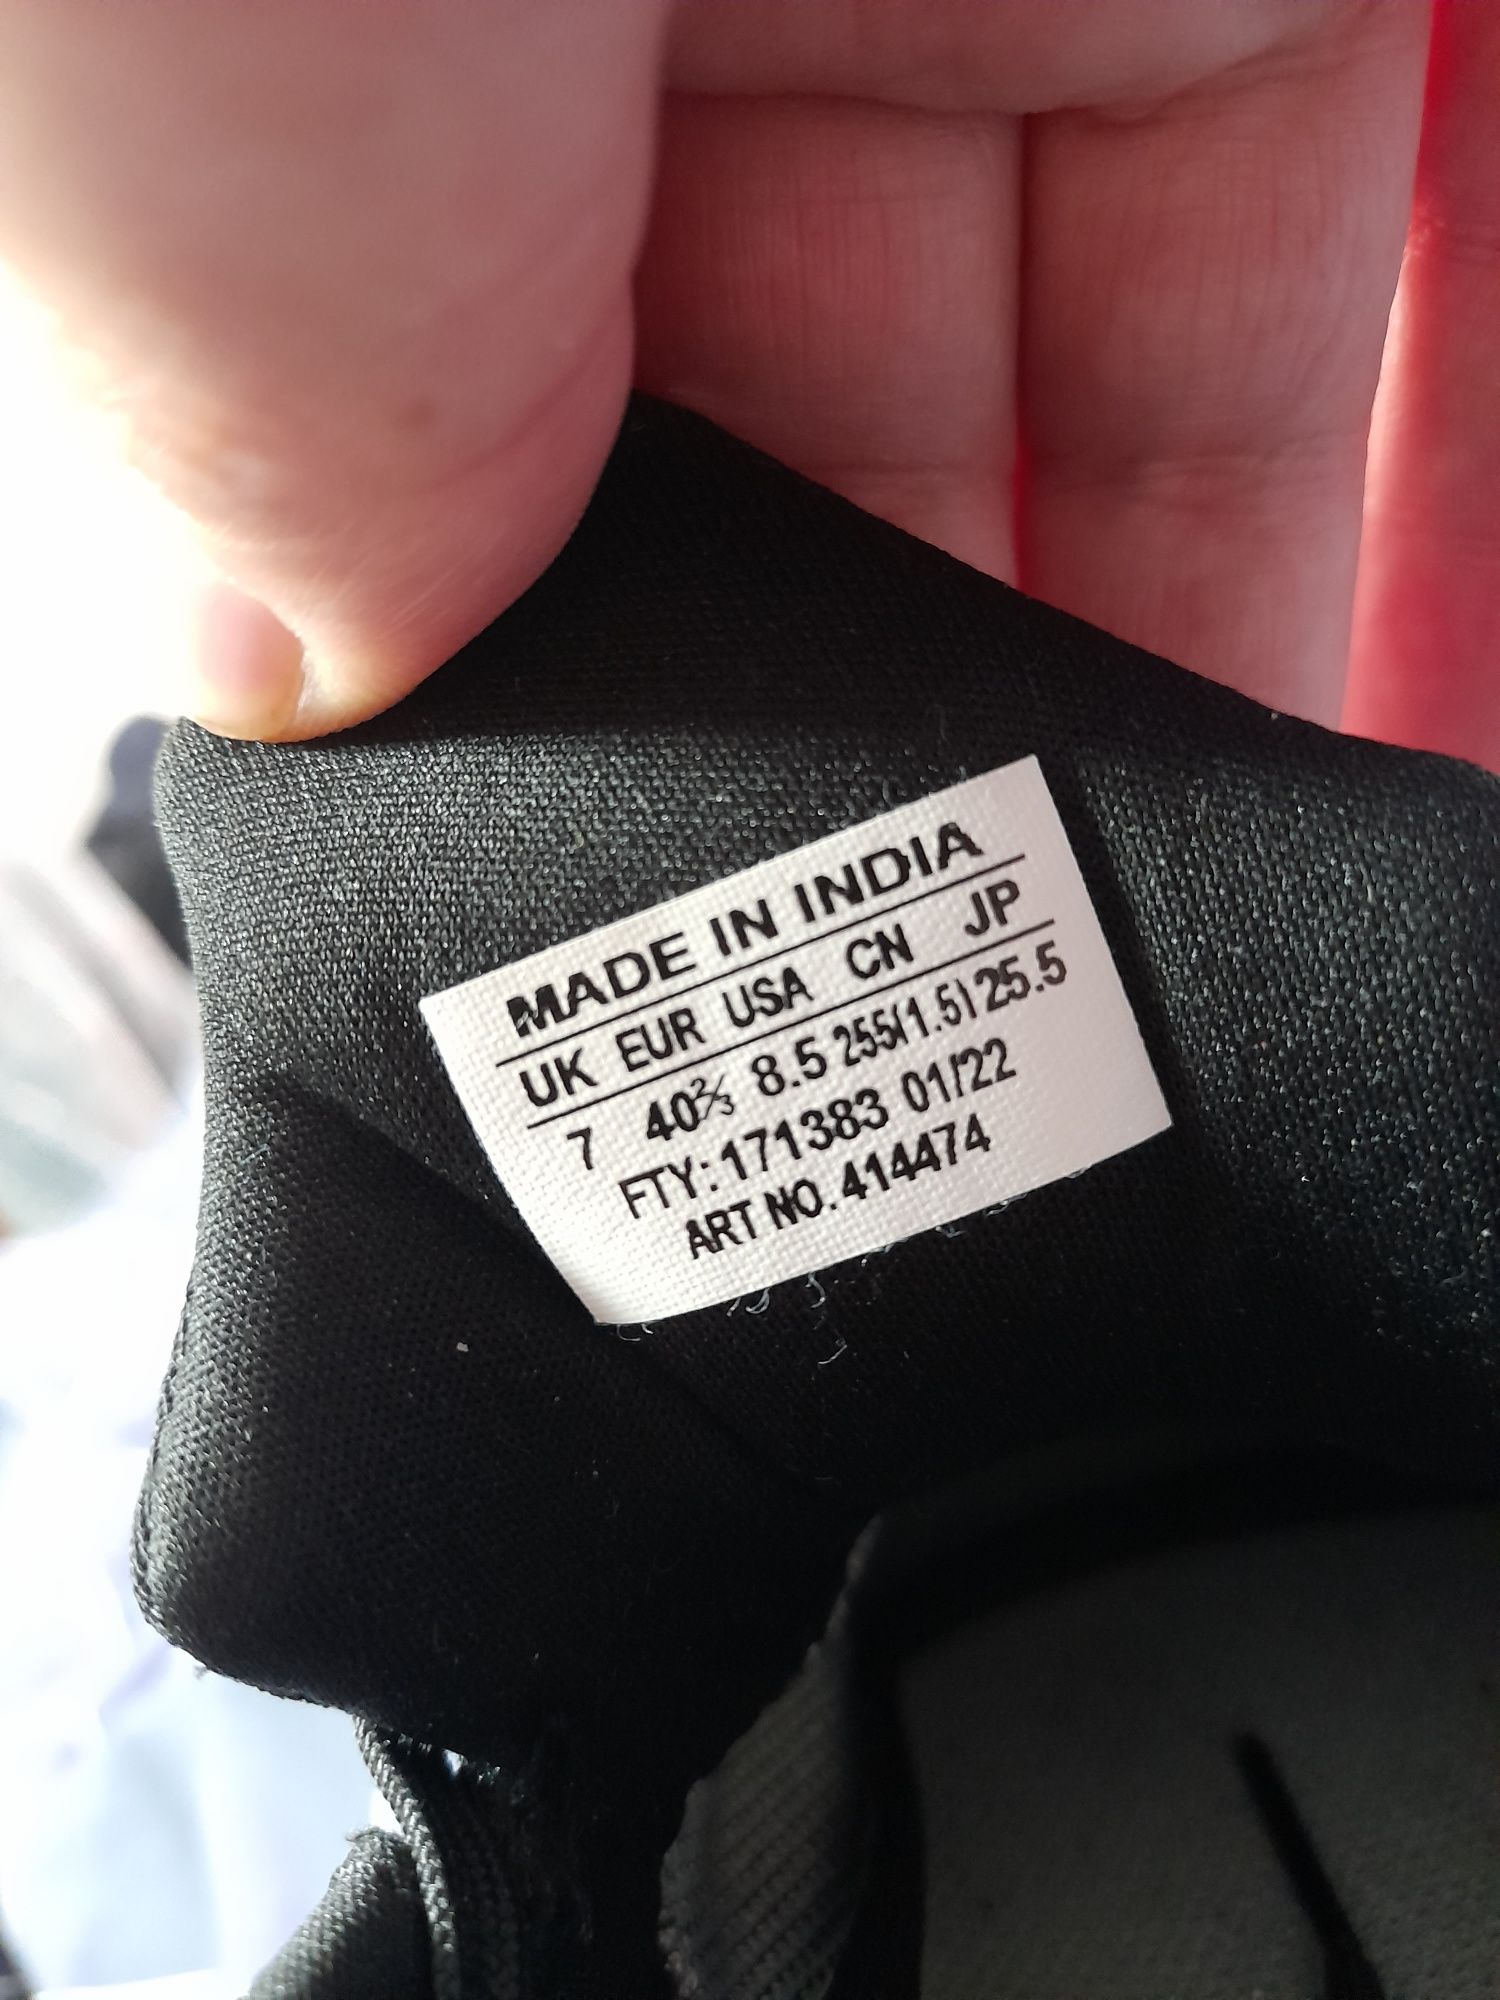 MADE IN INDIA
UK EUR USA CN JP
7 40⅔ 8.5 255(1.5) 25.5
FTY: 171383 01/22
ART NO. 414474